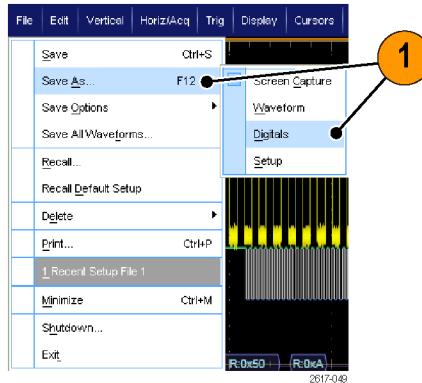 File Edit Vertical Horiz/Acq Trig Display Cursors
1
Save Ctrl+S
Save As... F12
Screen Capture
Save Options
Waveform
Save All Waveforms...
Digitals
Recall...
Setup
Recall Default Setup
Delete
Print... Ctrl+P
1 Recent Setup File 1
Minimize Ctrl+M
Shutdown...
Exit
R:0x50 R:0xA
2617-049